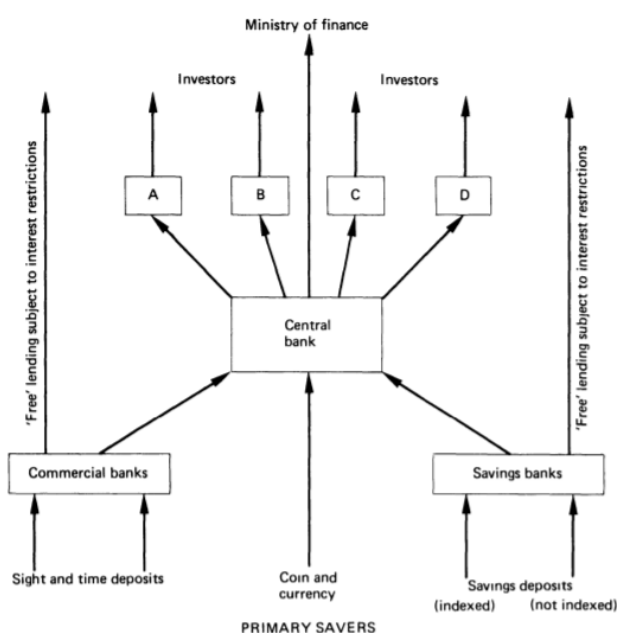 Ministry of finance
Investors
Investors
'Free' lending subject to interest restrictions
A
B
C
D
'Free' lending subject to interest restrictions
Central
bank
Commercial banks
Savings banks
Sight and time deposits
Coin and
currency
Savings deposits
(indexed)
(not indexed)
PRIMARY SAVERS